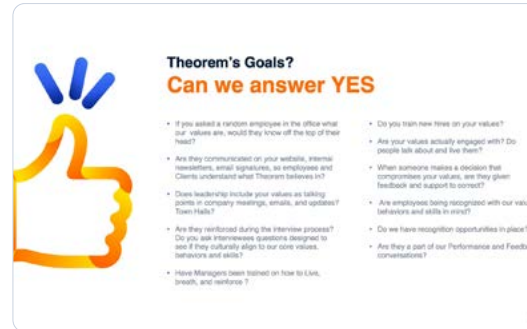 Theorem's Goals?
Can we answer YES
• If you asked a random employee in the office what
our values are, would they know off the top of their
head?
• Are they communicated on your website, internal
newsletters, email signatures, so employees and
Clients understand what Theorem believes in?
• Does leadership include your values as talking
points in company meetings, emails, and updates?
Town Halls?
• Are they reinforced during the interview process?
Do you ask interviewees questions designed to
see if they culturally align to our core values,
behaviors and skills?
• Have Managers been trained on how to Live,
breath, and reinforce ?
• Do you train new hires on your values?
• Are your values actually engaged with? Do
people talk about and live them?
• When someone makes a decision that
compromises your values, are they given
feedback and support to correct?
• Are employees being recognized with our valu
behaviors and skills in mind?
• Do we have recognition opportunities in place?
• Are they a part of our Performance and Feedb
conversations?